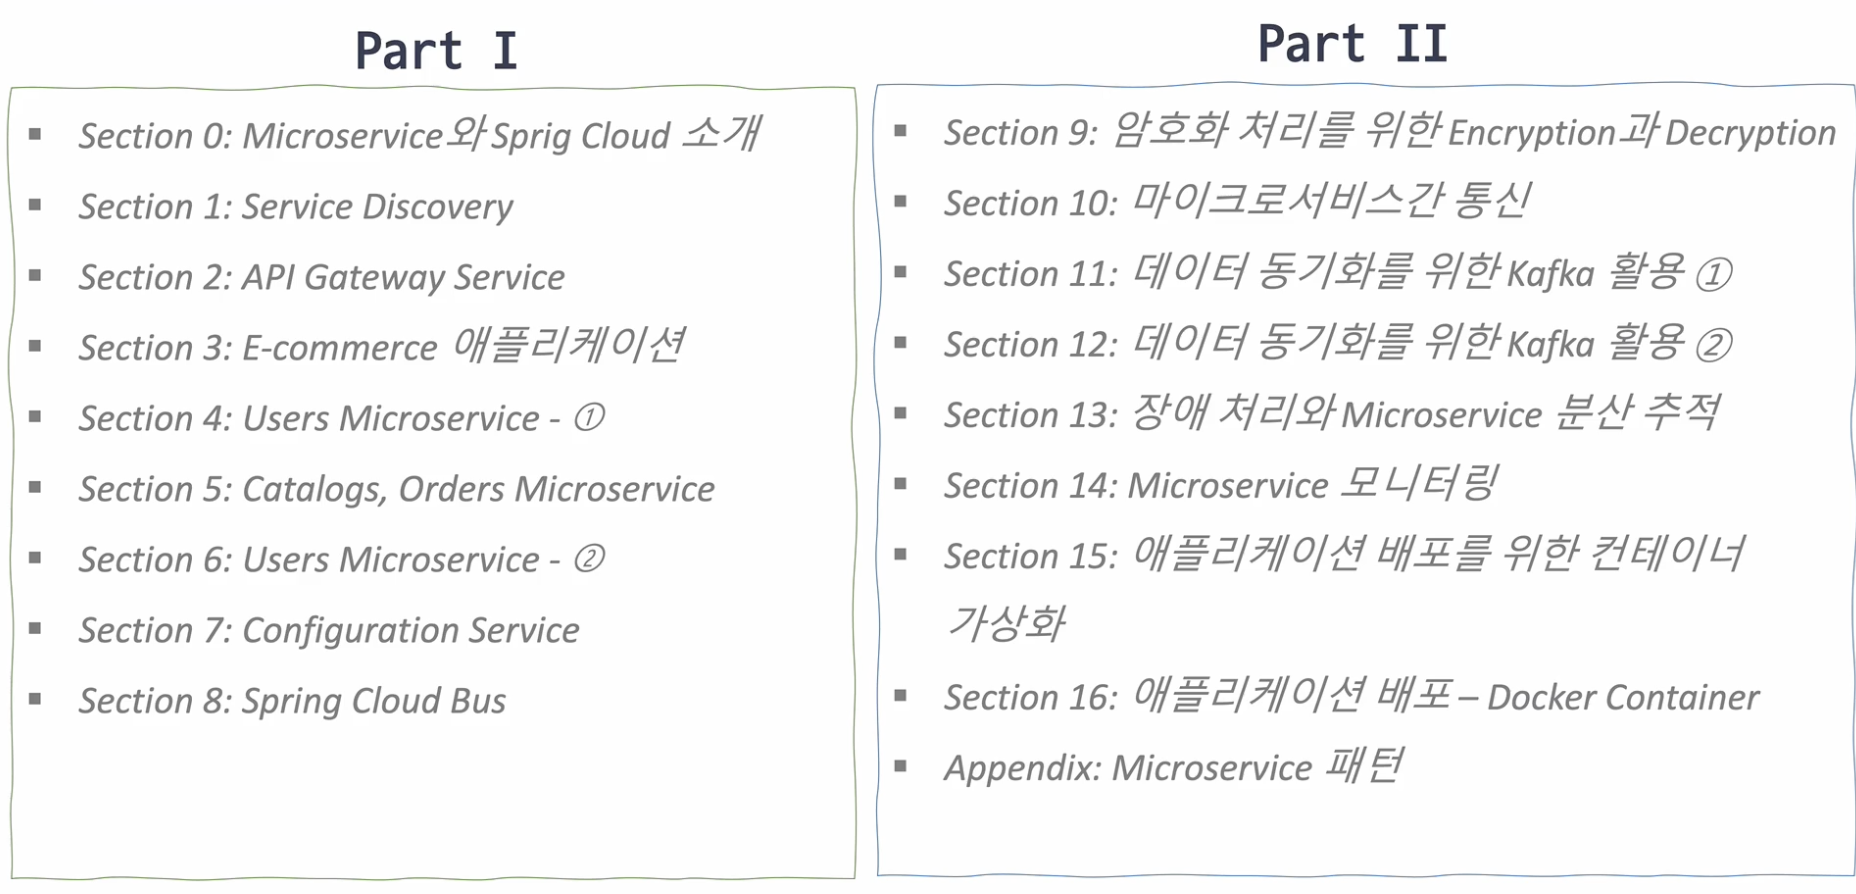 Part I
Section 0: Microservice와 Sprig Cloud 소개
Section 1: Service Discovery
Section 2: API Gateway Service
Section 3: E-commerce 애플리케이션
Section 4: Users Microservice - ①
Section 5: Catalogs, Orders Microservice
Section 6: Users Microservice - ②
Section 7: Configuration Service
Section 8: Spring Cloud Bus
Part II
Section 9: 암호화 처리를 위한 Encryption과 Decryption
Section 10: 마이크로서비스간 통신
Section 11: 데이터 동기화를 위한 Kafka 활용 ①
Section 12: 데이터 동기화를 위한 Kafka 활용 ②
Section 13: 장애 처리와 Microservice 분산 추적
Section 14: Microservice 모니터링
Section 15: 애플리케이션 배포를 위한 컨테이너
가상화
Section 16: 애플리케이션 배포 – Docker Container
Appendix: Microservice 패턴